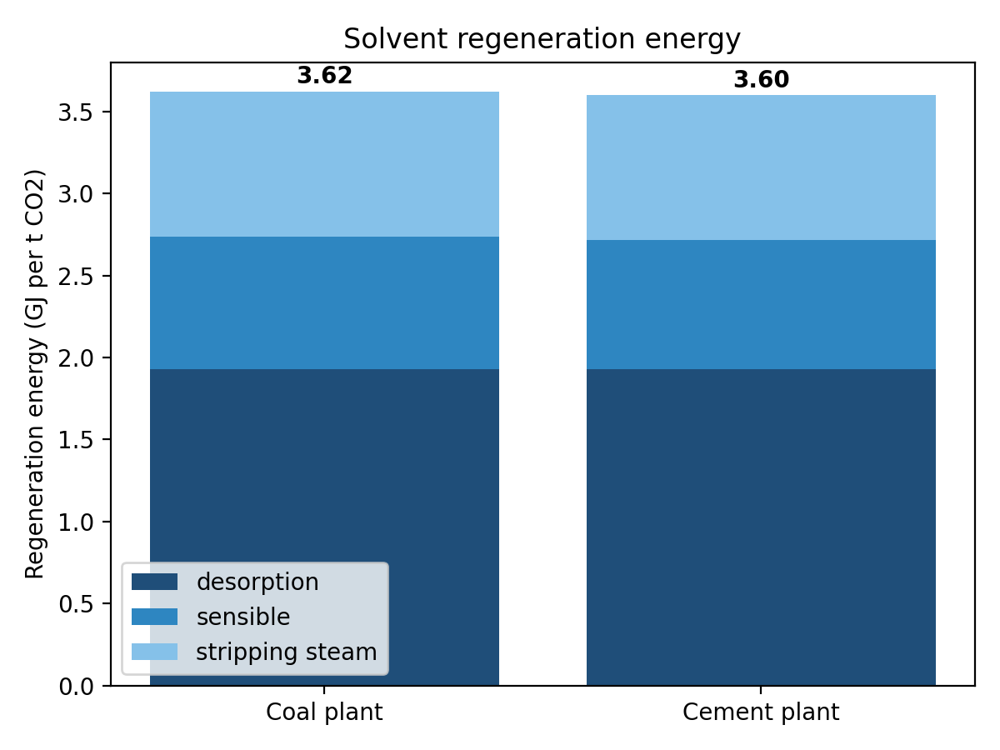 Solvent regeneration energy
3.62
3.60
Regeneration energy (GJ per t CO2)
3.5
3.0
2.5
2.0
1.5
1.0
0.5
0.0
desorption
sensible
stripping steam
Coal plant
Cement plant